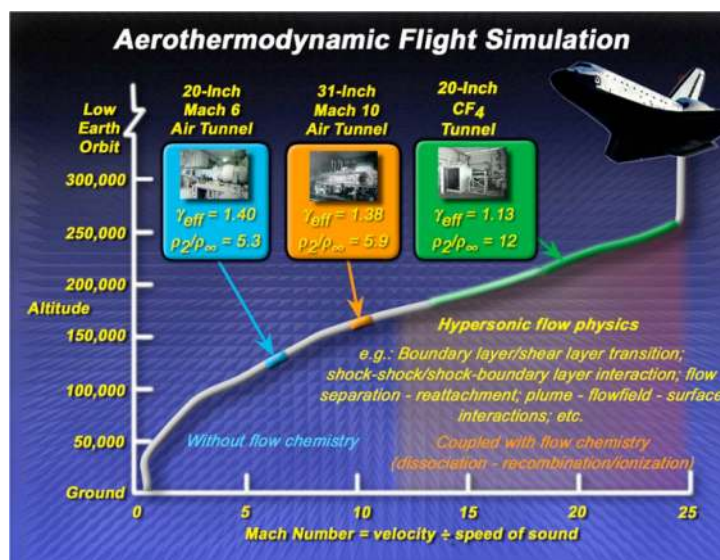 Aerothermodynamic Flight Simulation
20-Inch
Mach 6
Air Tunnel
31-Inch
Mach 10
Air Tunnel
20-Inch
CF4
Tunnel
Low
Earth
Orbit
γeff = 1.40
ρ2/ρ∞ = 5.3
γeff = 1.38
ρ2/ρ∞ = 5.9
γeff = 1.13
ρ2/ρ∞ = 12
300,000
250,000
200,000
Altitude
150,000
100,000
50,000
Ground
Hypersonic flow physics
e.g.: Boundary layer/shear layer transition;
shock-shock/shock-boundary layer interaction; flow
separation - reattachment; plume - flowfield - surface
interactions; etc.
Without flow chemistry
Coupled with flow chemistry
(dissociation - recombination/ionization)
0
5
10
15
20
25
Mach Number = velocity ÷ speed of sound